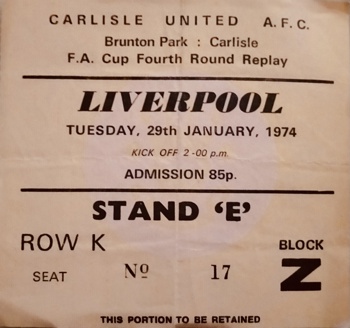 CARLISLE UNITED A.F.C.
Brunton Park : Carlisle
F.A. Cup Fourth Round Replay
LIVERPOOL
TUESDAY, 29th JANUARY, 1974
KICK OFF 2-00 p.m.
ADMISSION 85p.
STAND ‘E’
ROW K BLOCK
SEAT Nº 17 Z
THIS PORTION TO BE RETAINED